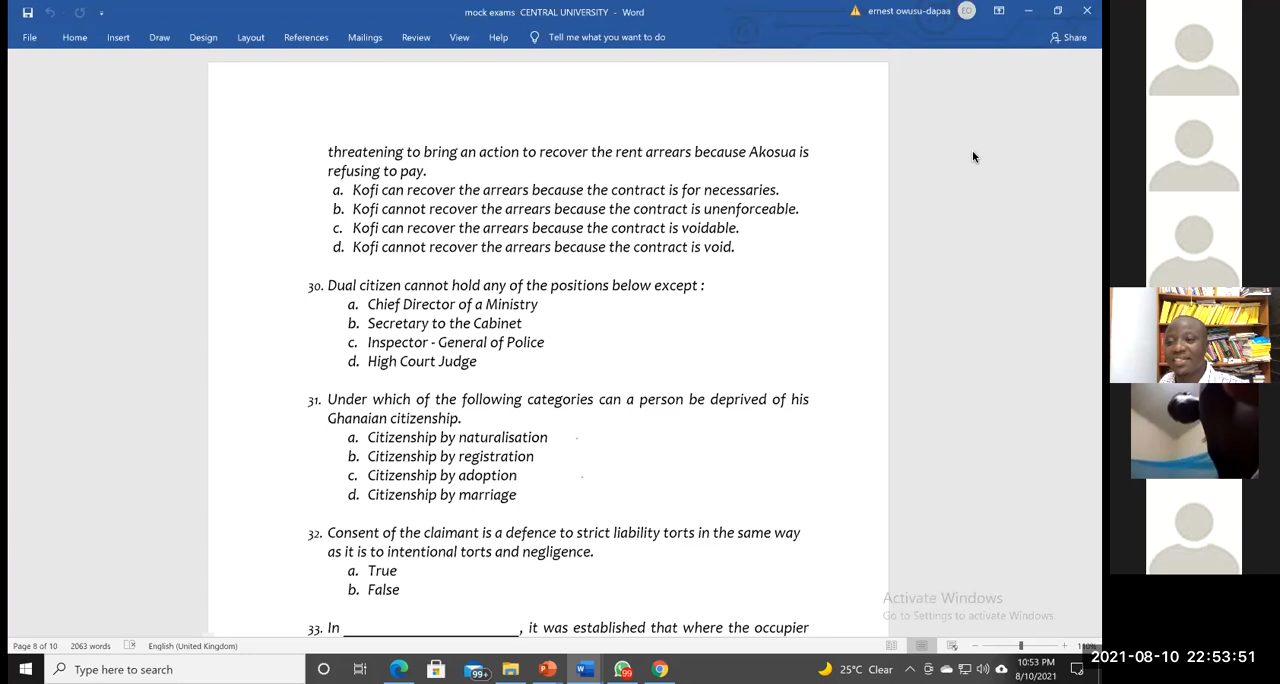 mock exams CENTRAL UNIVERSITY - Word
ernest owusu-dapaa
EO
File Home Insert Draw Design Layout References Mailings Review View Help Tell me what you want to do
Share
threatening to bring an action to recover the rent arrears because Akosua is
refusing to pay.
a. Kofi can recover the arrears because the contract is for necessaries.
b. Kofi cannot recover the arrears because the contract is unenforceable.
c. Kofi can recover the arrears because the contract is voidable.
d. Kofi cannot recover the arrears because the contract is void.
30. Dual citizen cannot hold any of the positions below except :
a. Chief Director of a Ministry
b. Secretary to the Cabinet
c. Inspector - General of Police
d. High Court Judge
31. Under which of the following categories can a person be deprived of his
Ghanaian citizenship.
a. Citizenship by naturalisation
b. Citizenship by registration
c. Citizenship by adoption
d. Citizenship by marriage
32. Consent of the claimant is a defence to strict liability torts in the same way
as it is to intentional torts and negligence.
a. True
b. False
33. In ____________________, it was established that where the occupier
Activate Windows
Go to Settings to activate Windows.
Page 8 of 10 2063 words English (United Kingdom)
Type here to search
99+
99
25°C Clear
10:53 PM
8/10/2021
2021-08-10 22:53:51